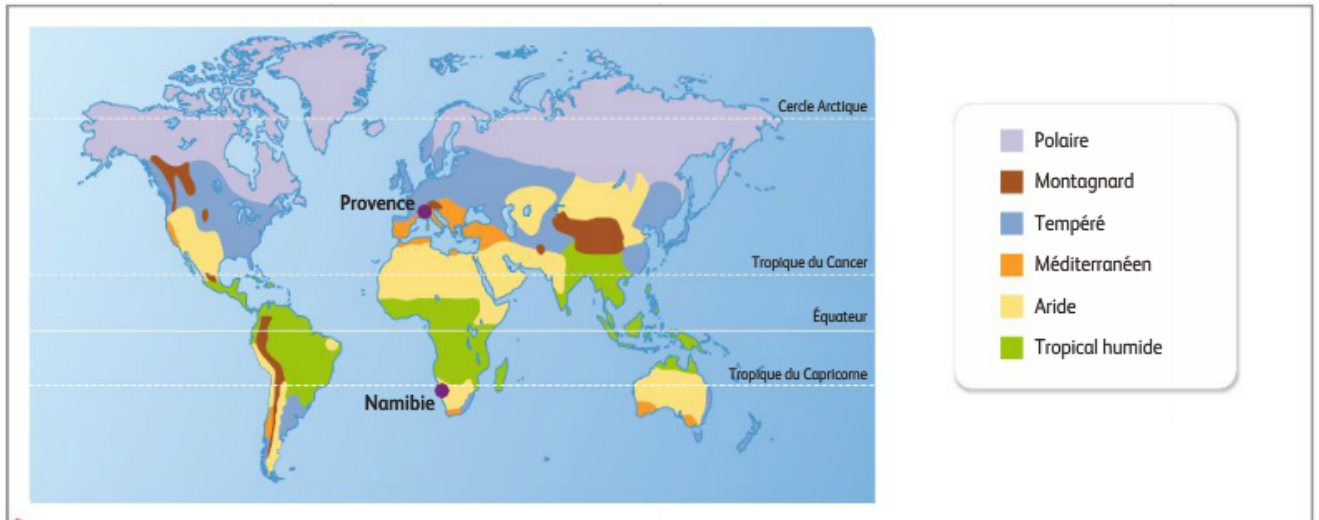 Cercle Arctique
Provence
Tropique du Cancer
Équateur
Tropique du Capricorne
Namibie
Polaire
Montagnard
Tempéré
Méditerranéen
Aride
Tropical humide